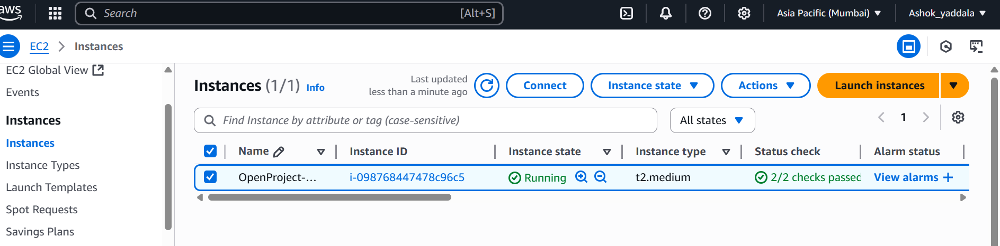 aws
Search [Alt+S]
Asia Pacific (Mumbai)
Ashok_yaddala
EC2 > Instances
EC2 Global View
Events
Instances
Instances
Instance Types
Launch Templates
Spot Requests
Savings Plans
Instances (1/1) Info
Last updated
less than a minute ago
Connect
Instance state
Actions
Launch instances
Find Instance by attribute or tag (case-sensitive)
All states
1
Name Instance ID Instance state Instance type Status check Alarm status
OpenProject-... i-098768447478c96c5 Running t2.medium 2/2 checks passed View alarms +